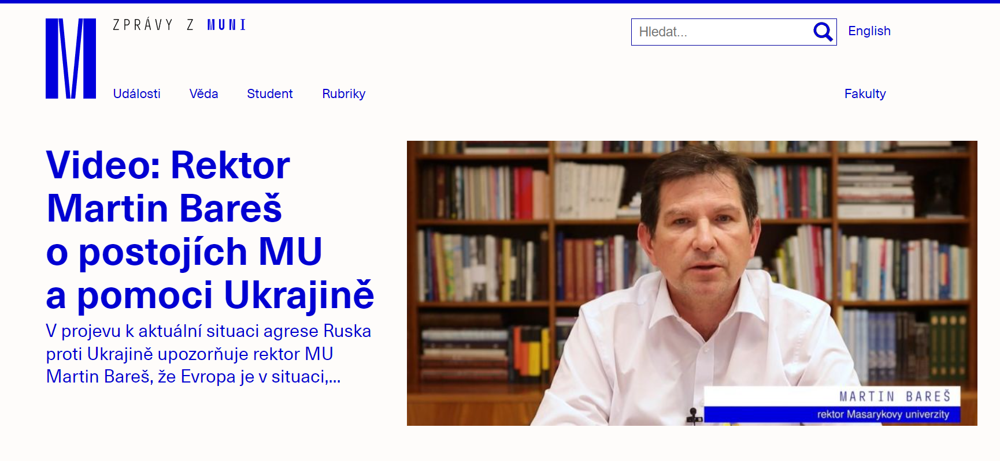 ZPRÁVY Z MUNI
Hledat...
English
Události Věda Student Rubriky
Fakulty
Video: Rektor
Martin Bareš
o postojích MU
a pomoci Ukrajině
V projevu k aktuální situaci agrese Ruska
proti Ukrajině upozorňuje rektor MU
Martin Bareš, že Evropa je v situaci,...
MARTIN BAREŠ
rektor Masarykovy univerzity